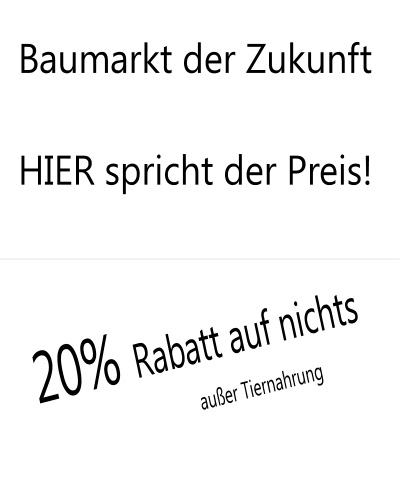 Baumarkt der Zukunft
HIER spricht der Preis!
20% Rabatt auf nichts
außer Tiernahrung